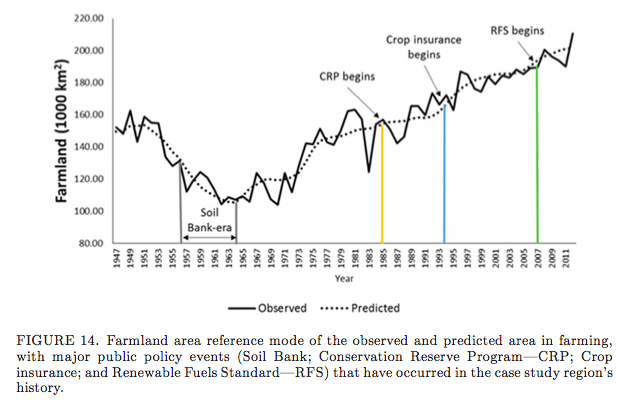 220.00
200.00
180.00
160.00
140.00
120.00
100.00
80.00
Farmland (1000 km²)
RFS begins
Crop insurance
begins
CRP begins
Soil
Bank-era
1947
1949
1951
1953
1955
1957
1959
1961
1963
1965
1967
1969
1971
1973
1975
1977
1979
1981
1983
1985
1987
1989
1991
1993
1995
1997
1999
2001
2003
2005
2007
2009
2011
Year
Observed
Predicted
FIGURE 14. Farmland area reference mode of the observed and predicted area in farming,
with major public policy events (Soil Bank; Conservation Reserve Program—CRP; Crop
insurance; and Renewable Fuels Standard—RFS) that have occurred in the case study region's
history.